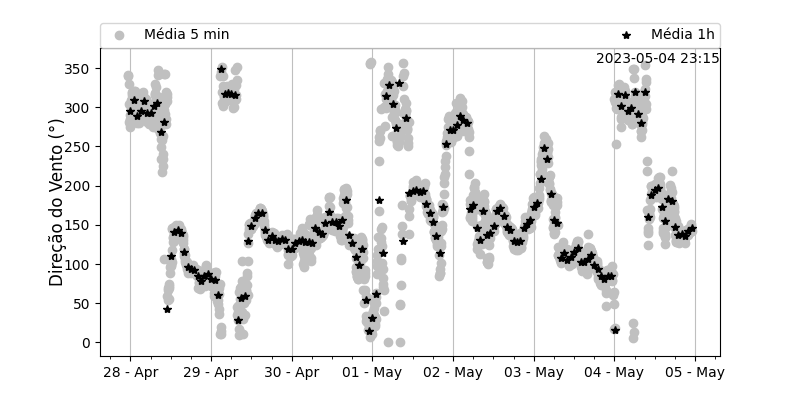 Média 5 min
Média 1h
2023-05-04 23:15
Direção do Vento (°)
350
300
250
200
150
100
50
0
28 - Apr
29 - Apr
30 - Apr
01 - May
02 - May
03 - May
04 - May
05 - May